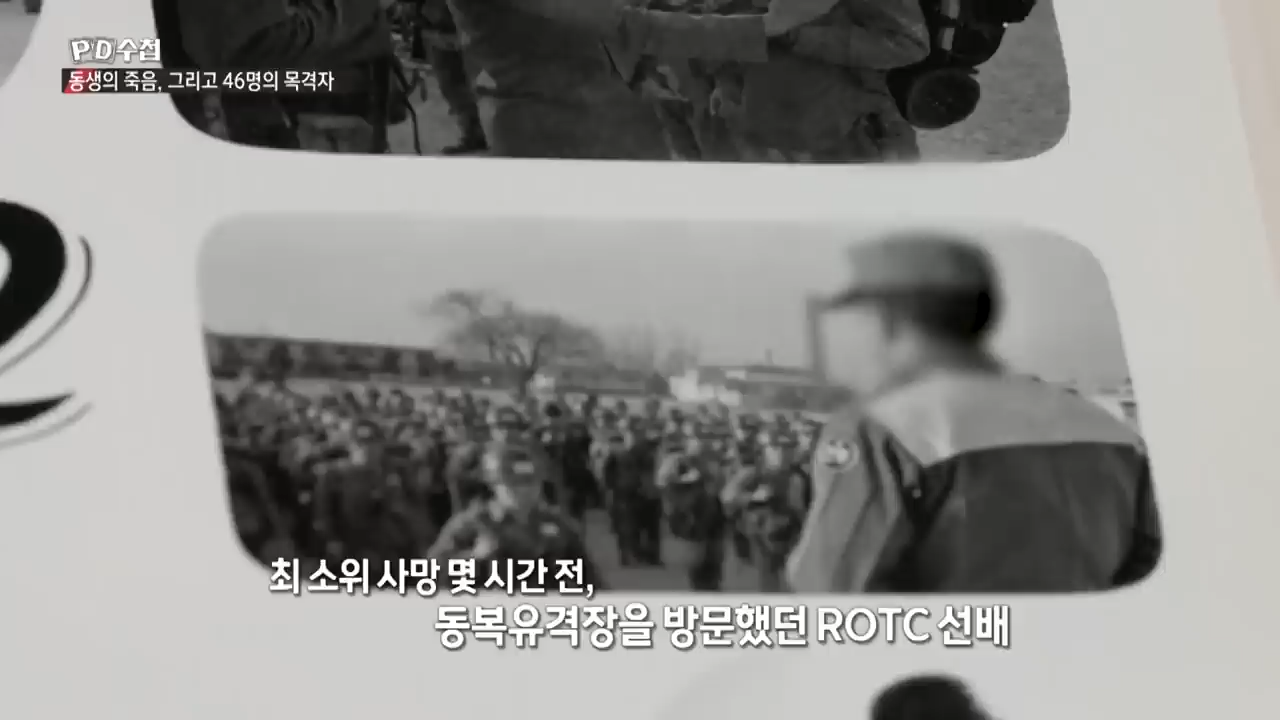 PD수첩
동생의 죽음, 그리고 46명의 목격자
최 소위 사망 몇 시간 전,
동복유격장을 방문했던 ROTC 선배